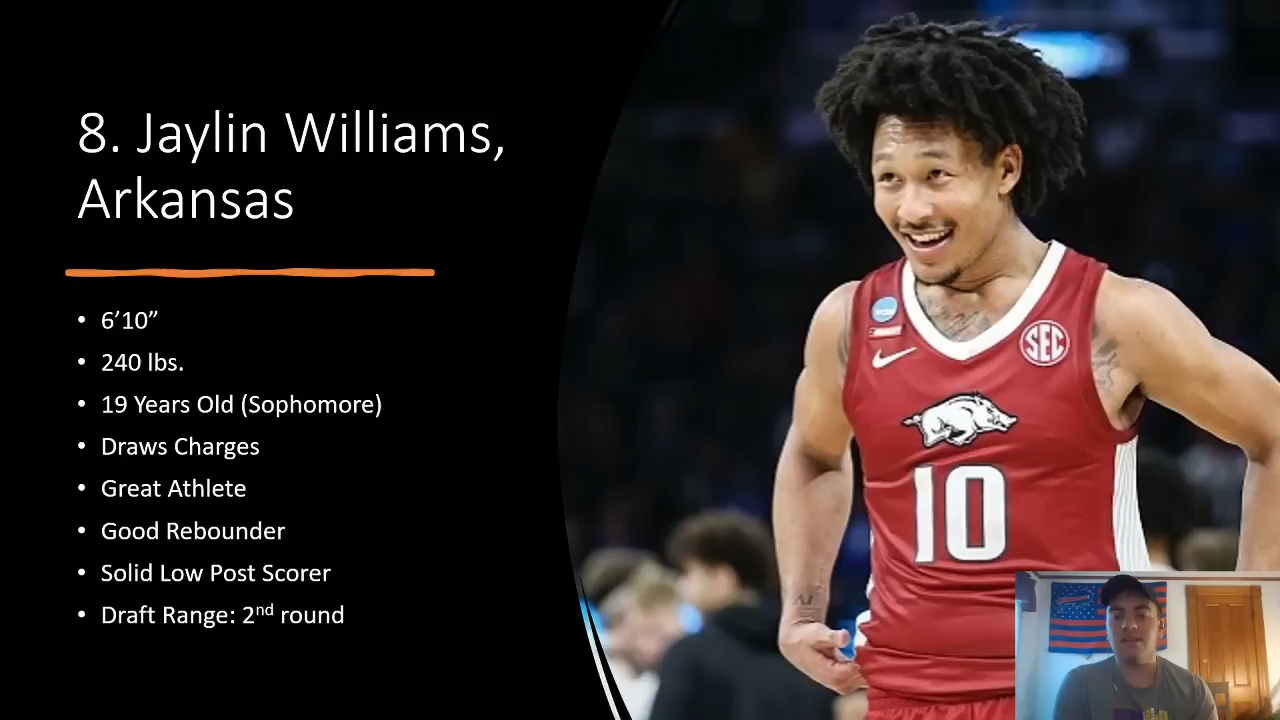 8. Jaylin Williams,
Arkansas
• 6’10”
• 240 lbs.
• 19 Years Old (Sophomore)
• Draws Charges
• Great Athlete
• Good Rebounder
• Solid Low Post Scorer
• Draft Range: 2nd round
SEC
10